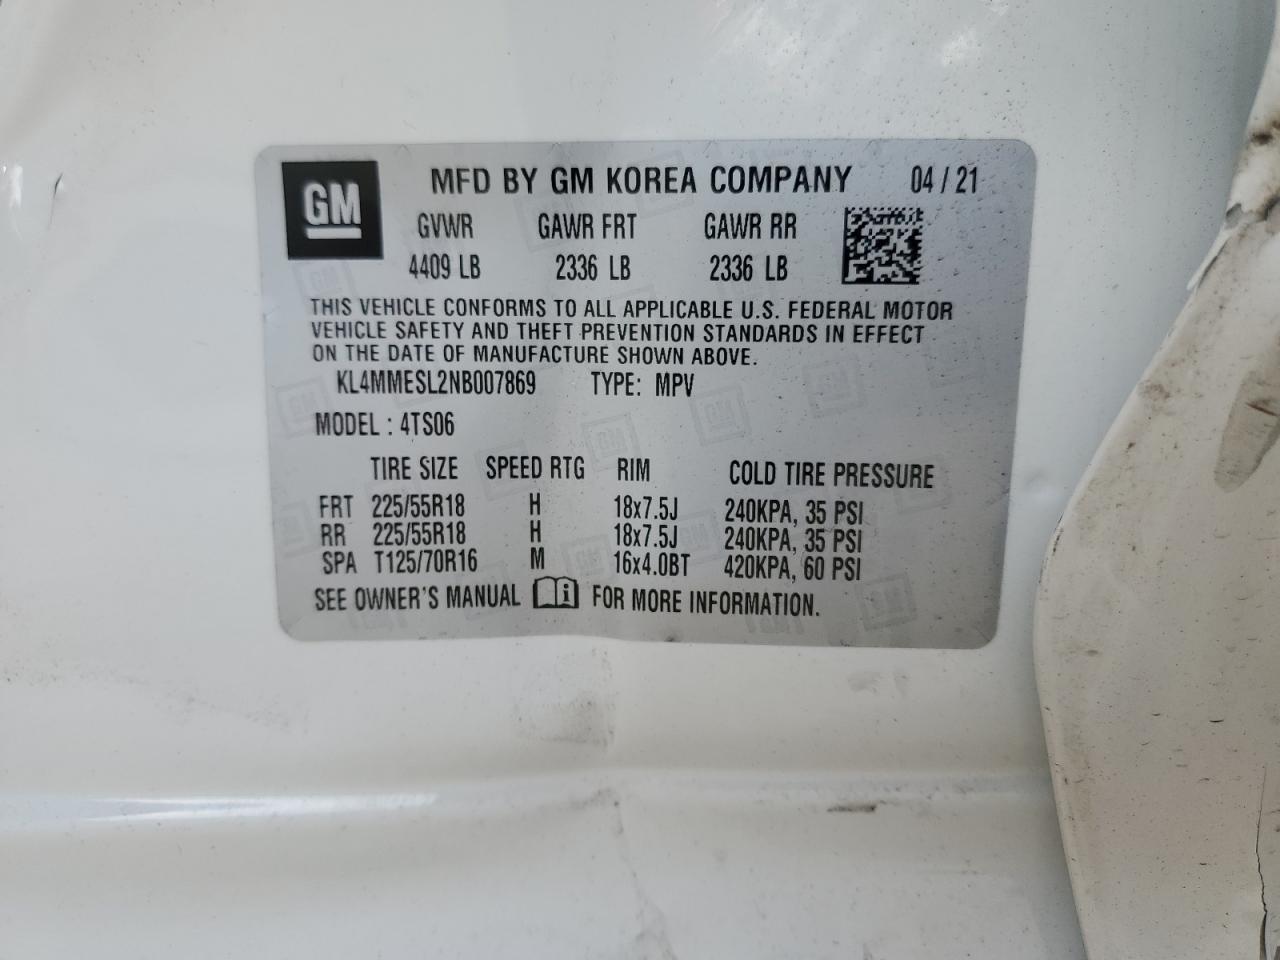 GM MFD BY GM KOREA COMPANY 04 / 21
GVWR GAWR FRT GAWR RR
4409 LB 2336 LB 2336 LB
THIS VEHICLE CONFORMS TO ALL APPLICABLE U.S. FEDERAL MOTOR
VEHICLE SAFETY AND THEFT PREVENTION STANDARDS IN EFFECT
ON THE DATE OF MANUFACTURE SHOWN ABOVE.
KL4MMESL2NB007869 TYPE: MPV
MODEL : 4TS06
TIRE SIZE SPEED RTG RIM COLD TIRE PRESSURE
FRT 225/55R18 H 18x7.5J 240KPA, 35 PSI
RR 225/55R18 H 18x7.5J 240KPA, 35 PSI
SPA T125/70R16 M 16x4.0BT 420KPA, 60 PSI
SEE OWNER'S MANUAL i FOR MORE INFORMATION.